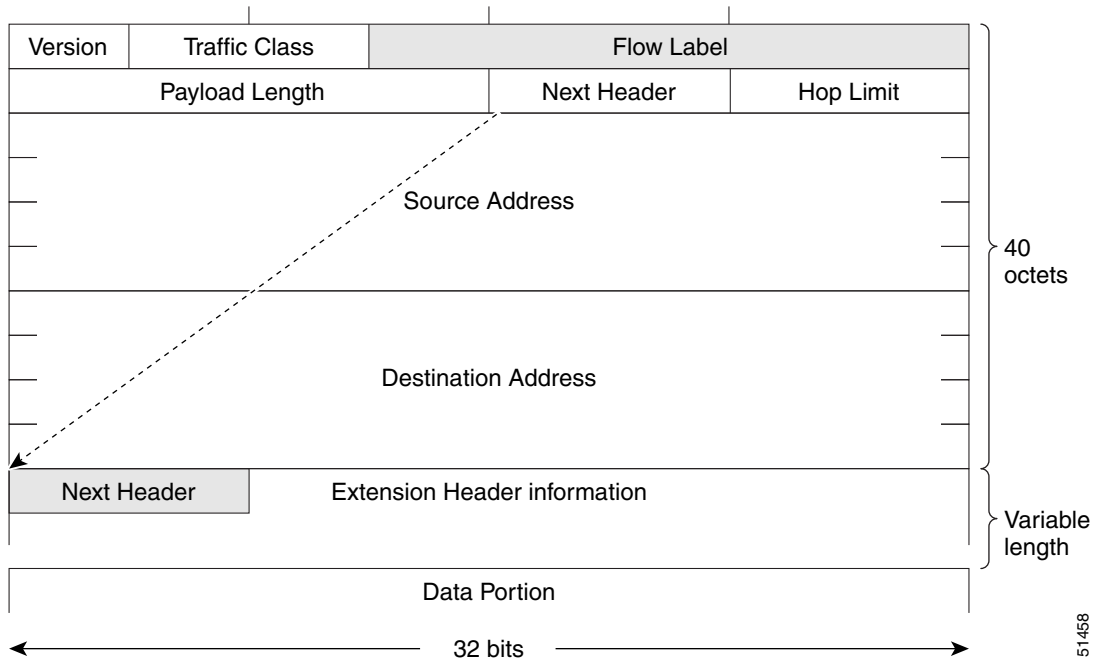 Version
Traffic Class
Flow Label
Payload Length
Next Header
Hop Limit
Source Address
40
octets
Destination Address
Next Header
Extension Header information
Variable
length
Data Portion
32 bits
51458